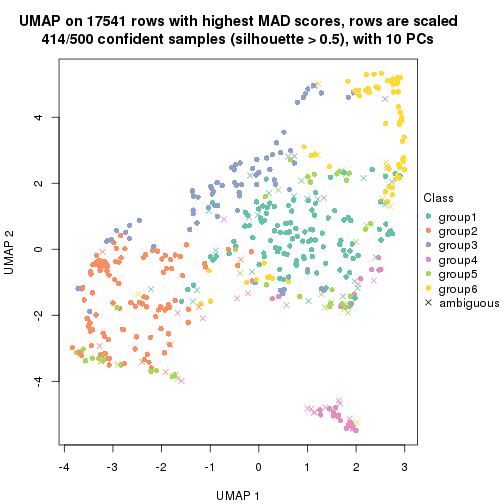 UMAP on 17541 rows with highest MAD scores, rows are scaled
414/500 confident samples (silhouette > 0.5), with 10 PCs
4
2
0
-2
-4
UMAP 2
-4 -3 -2 -1 0 1 2 3
UMAP 1
Class
group1
group2
group3
group4
group5
group6
ambiguous